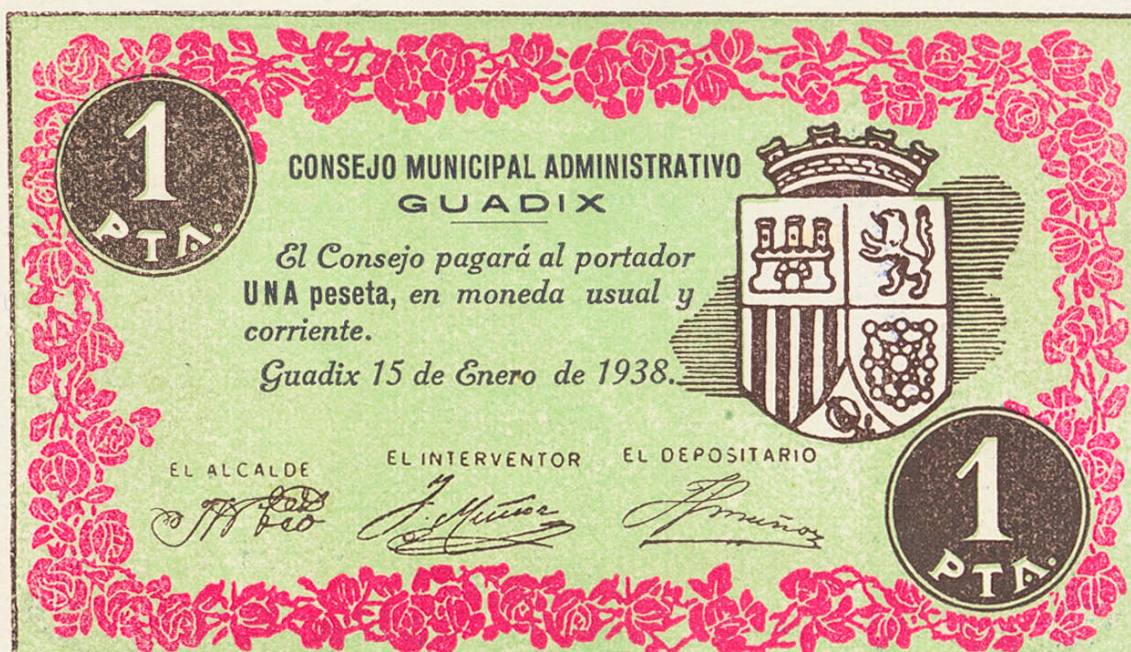 1
PTA.
CONSEJO MUNICIPAL ADMINISTRATIVO
GUADIX
El Consejo pagará al portador
UNA peseta, en moneda usual y
corriente.
Guadix 15 de Enero de 1938.
EL ALCALDE EL INTERVENTOR EL DEPOSITARIO
J. Muñoz
1
PTA.